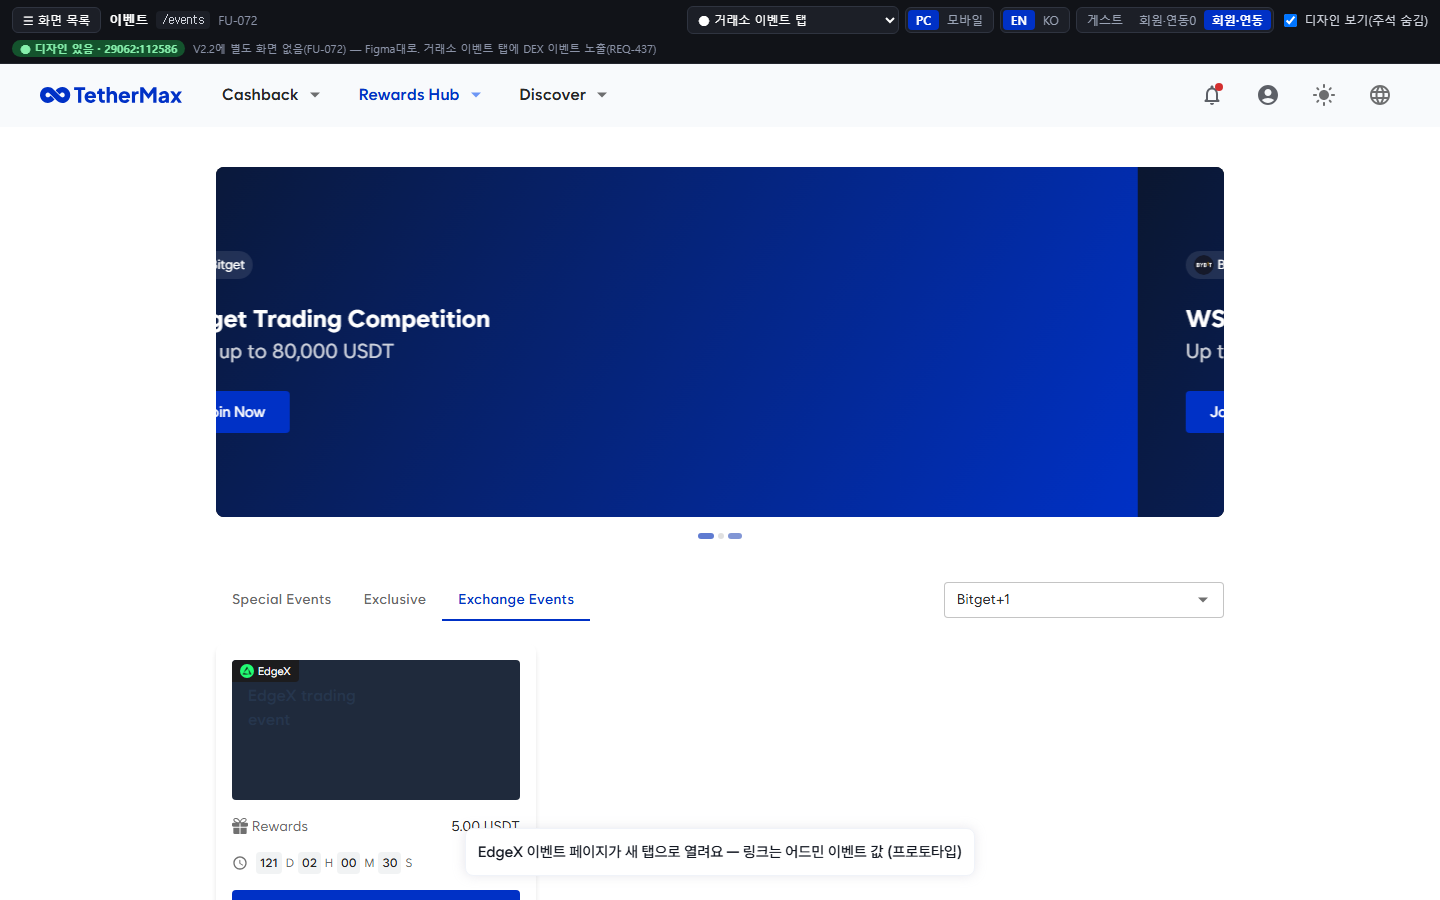 ☰ 화면 목록 이벤트 /events FU-072 ● 거래소 이벤트 탭 PC 모바일 EN KO 게스트 회원·연동0 회원·연동 디자인 보기(주석 숨김)
● 디자인 있음 · 29062:112586 V2.2에 별도 화면 없음(FU-072) — Figma대로. 거래소 이벤트 탭에 DEX 이벤트 노출(REQ-437)
TetherMax Cashback Rewards Hub Discover
Bitget
get Trading Competition
up to 80,000 USDT
Join Now
BYBIT B
WS
Up t
Jo
Special Events Exclusive Exchange Events Bitget+1
EdgeX
EdgeX trading
event
Rewards 5.00 USDT
121 D 02 H 00 M 30 S
EdgeX 이벤트 페이지가 새 탭으로 열려요 — 링크는 어드민 이벤트 값 (프로토타입)